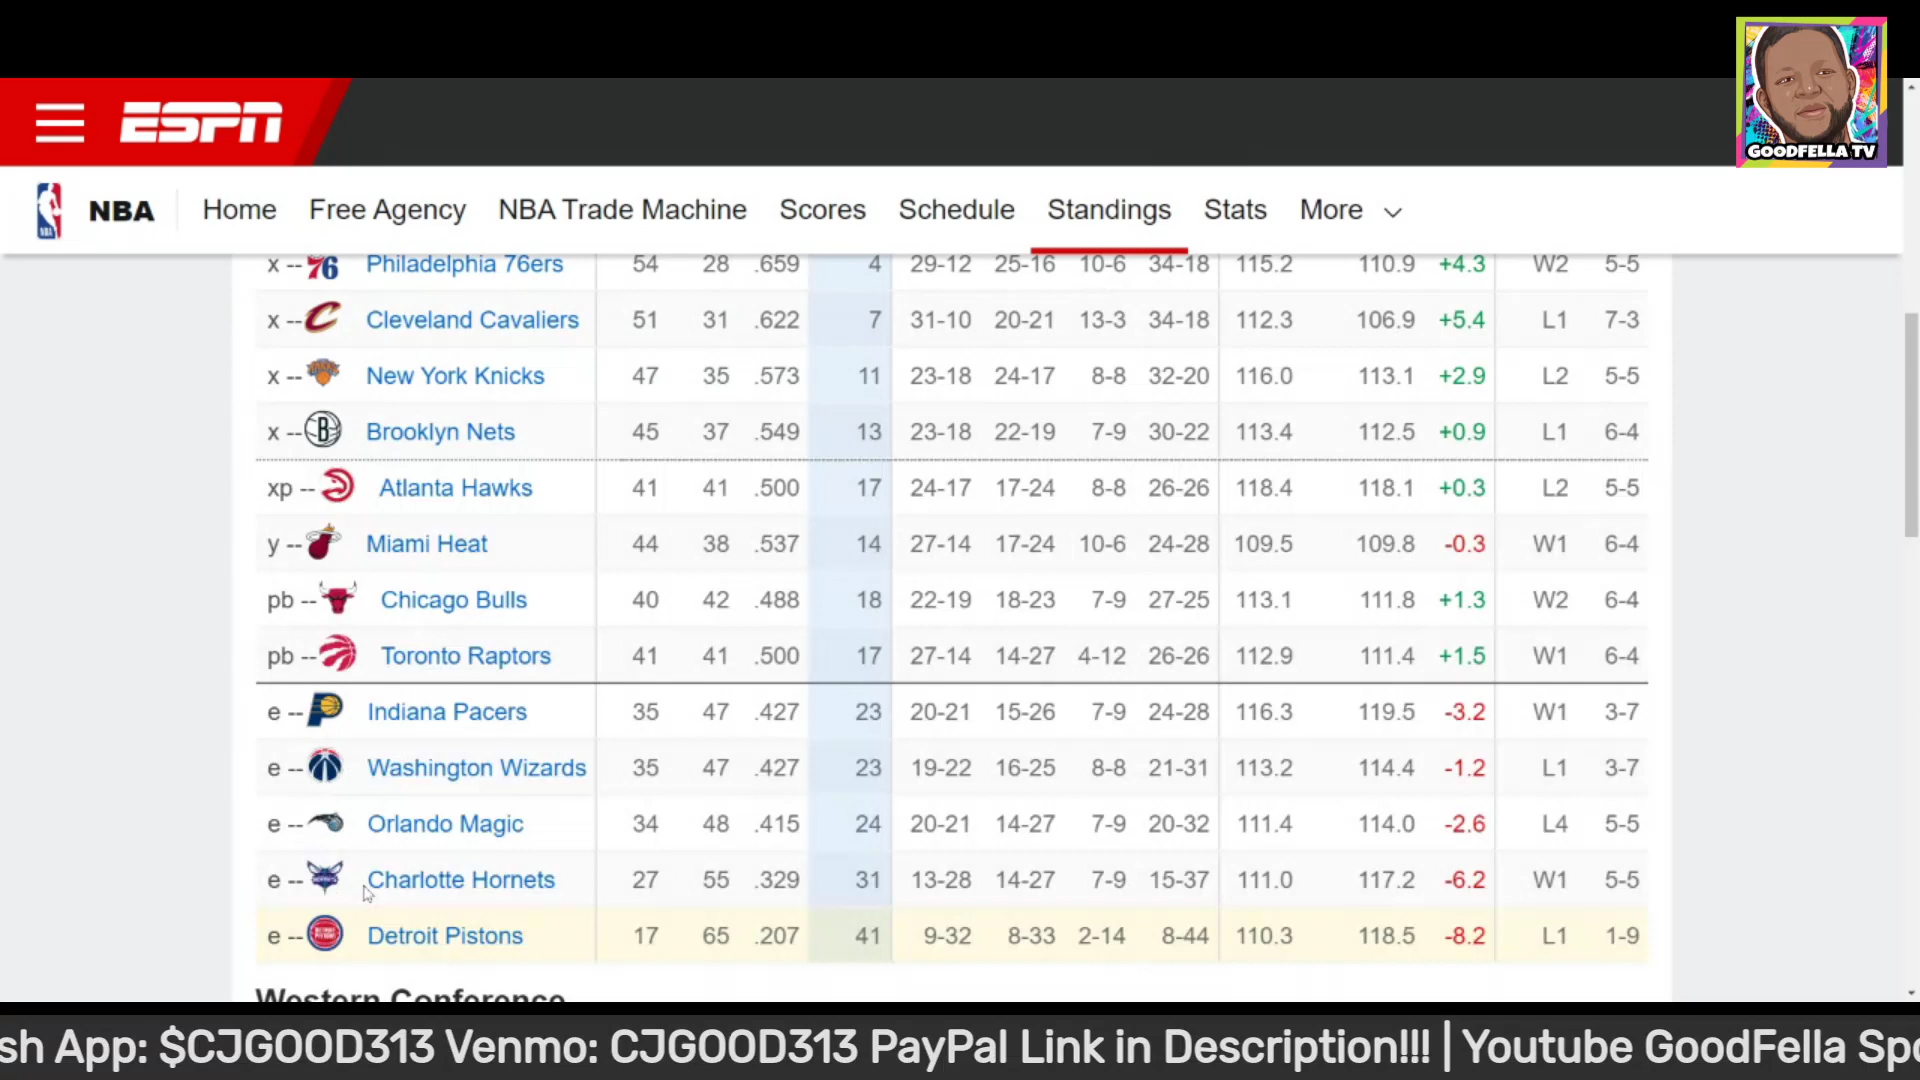 GOODFELLA TV
ESPN
NBA Home Free Agency NBA Trade Machine Scores Schedule Standings Stats More
x -- 76 Philadelphia 76ers 54 28 .659 4 29-12 25-16 10-6 34-18 115.2 110.9 +4.3 W2 5-5
x -- Cleveland Cavaliers 51 31 .622 7 31-10 20-21 13-3 34-18 112.3 106.9 +5.4 L1 7-3
x -- New York Knicks 47 35 .573 11 23-18 24-17 8-8 32-20 116.0 113.1 +2.9 L2 5-5
x -- B Brooklyn Nets 45 37 .549 13 23-18 22-19 7-9 30-22 113.4 112.5 +0.9 L1 6-4
xp -- Atlanta Hawks 41 41 .500 17 24-17 17-24 8-8 26-26 118.4 118.1 +0.3 L2 5-5
y -- Miami Heat 44 38 .537 14 27-14 17-24 10-6 24-28 109.5 109.8 -0.3 W1 6-4
pb -- Chicago Bulls 40 42 .488 18 22-19 18-23 7-9 27-25 113.1 111.8 +1.3 W2 6-4
pb -- Toronto Raptors 41 41 .500 17 27-14 14-27 4-12 26-26 112.9 111.4 +1.5 W1 6-4
e -- Indiana Pacers 35 47 .427 23 20-21 15-26 7-9 24-28 116.3 119.5 -3.2 W1 3-7
e -- Washington Wizards 35 47 .427 23 19-22 16-25 8-8 21-31 113.2 114.4 -1.2 L1 3-7
e -- Orlando Magic 34 48 .415 24 20-21 14-27 7-9 20-32 111.4 114.0 -2.6 L4 5-5
e -- Charlotte Hornets 27 55 .329 31 13-28 14-27 7-9 15-37 111.0 117.2 -6.2 W1 5-5
e -- Detroit Pistons 17 65 .207 41 9-32 8-33 2-14 8-44 110.3 118.5 -8.2 L1 1-9
Western Conference
sh App: $CJGOOD313 Venmo: CJGOOD313 PayPal Link in Description!!! | Youtube GoodFella Spo